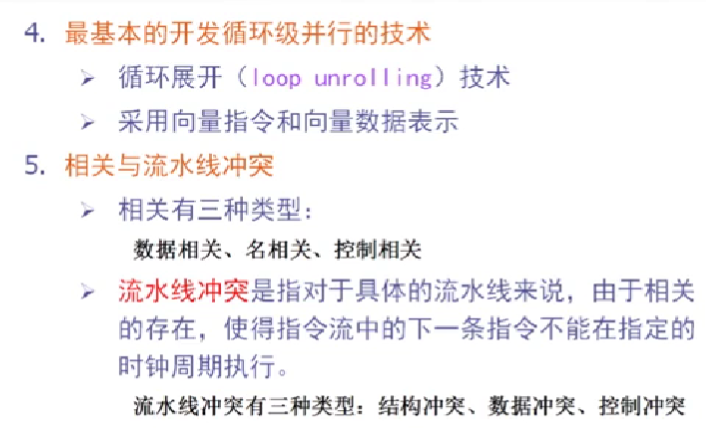 4. 最基本的开发循环级并行的技术
➢ 循环展开（loop unrolling）技术
➢ 采用向量指令和向量数据表示
5. 相关与流水线冲突
➢ 相关有三种类型：
数据相关、名相关、控制相关
➢ 流水线冲突是指对于具体的流水线来说，由于相关
的存在，使得指令流中的下一条指令不能在指定的
时钟周期执行。
流水线冲突有三种类型：结构冲突、数据冲突、控制冲突